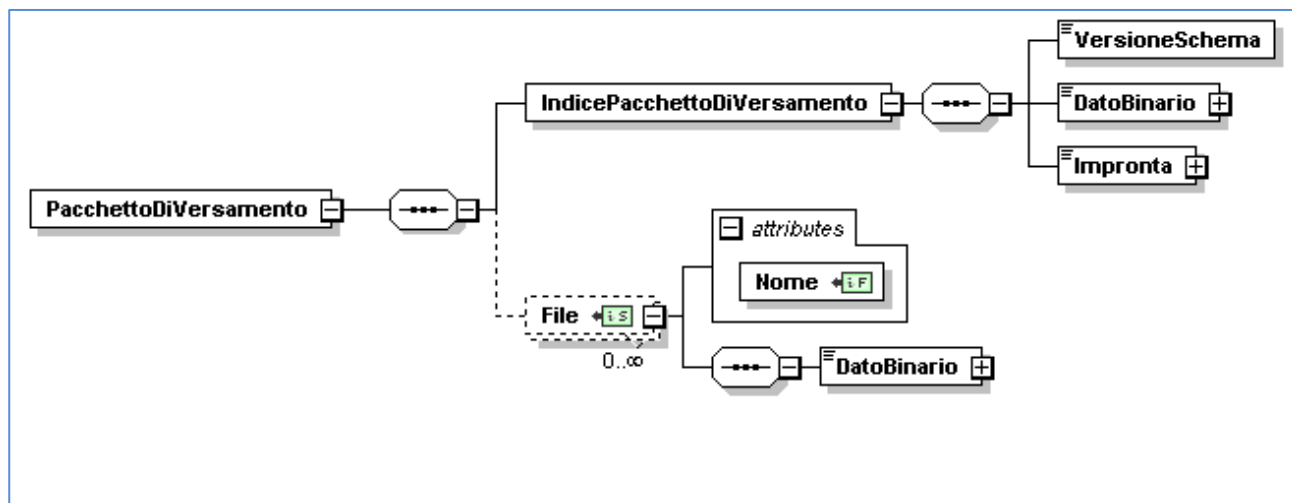 VersioneSchema
IndicePacchettoDiVersamento
DatoBinario
Impronta
PacchettoDiVersamento
attributes
Nome
i F
File
i S
0..∞
DatoBinario